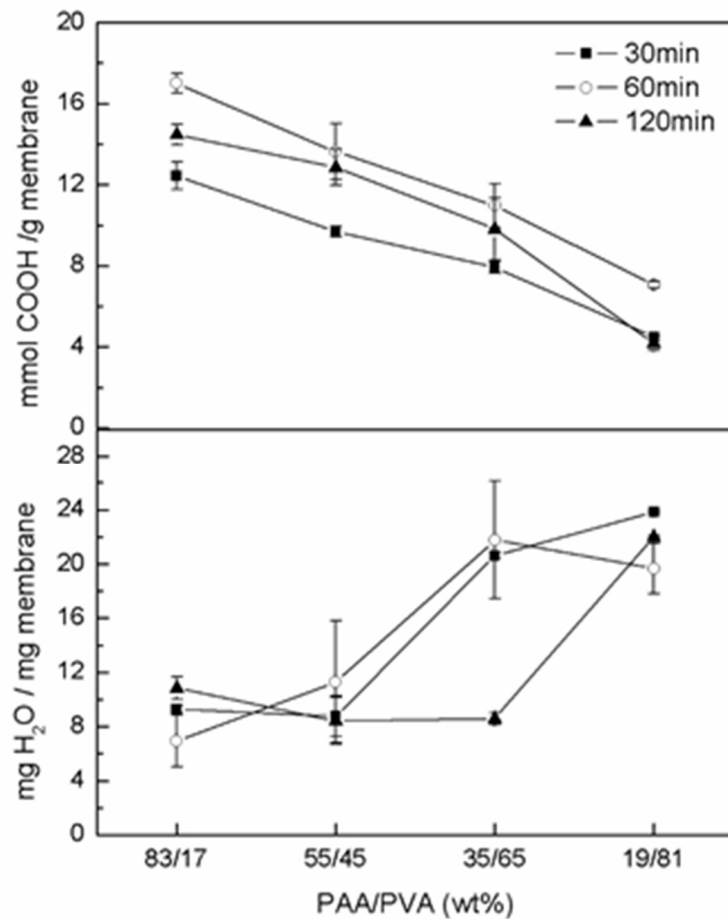 20
16
12
8
4
0
mmol COOH /g membrane
30min
60min
120min
28
24
20
16
12
8
4
0
mg H₂O / mg membrane
83/17 55/45 35/65 19/81
PAA/PVA (wt%)